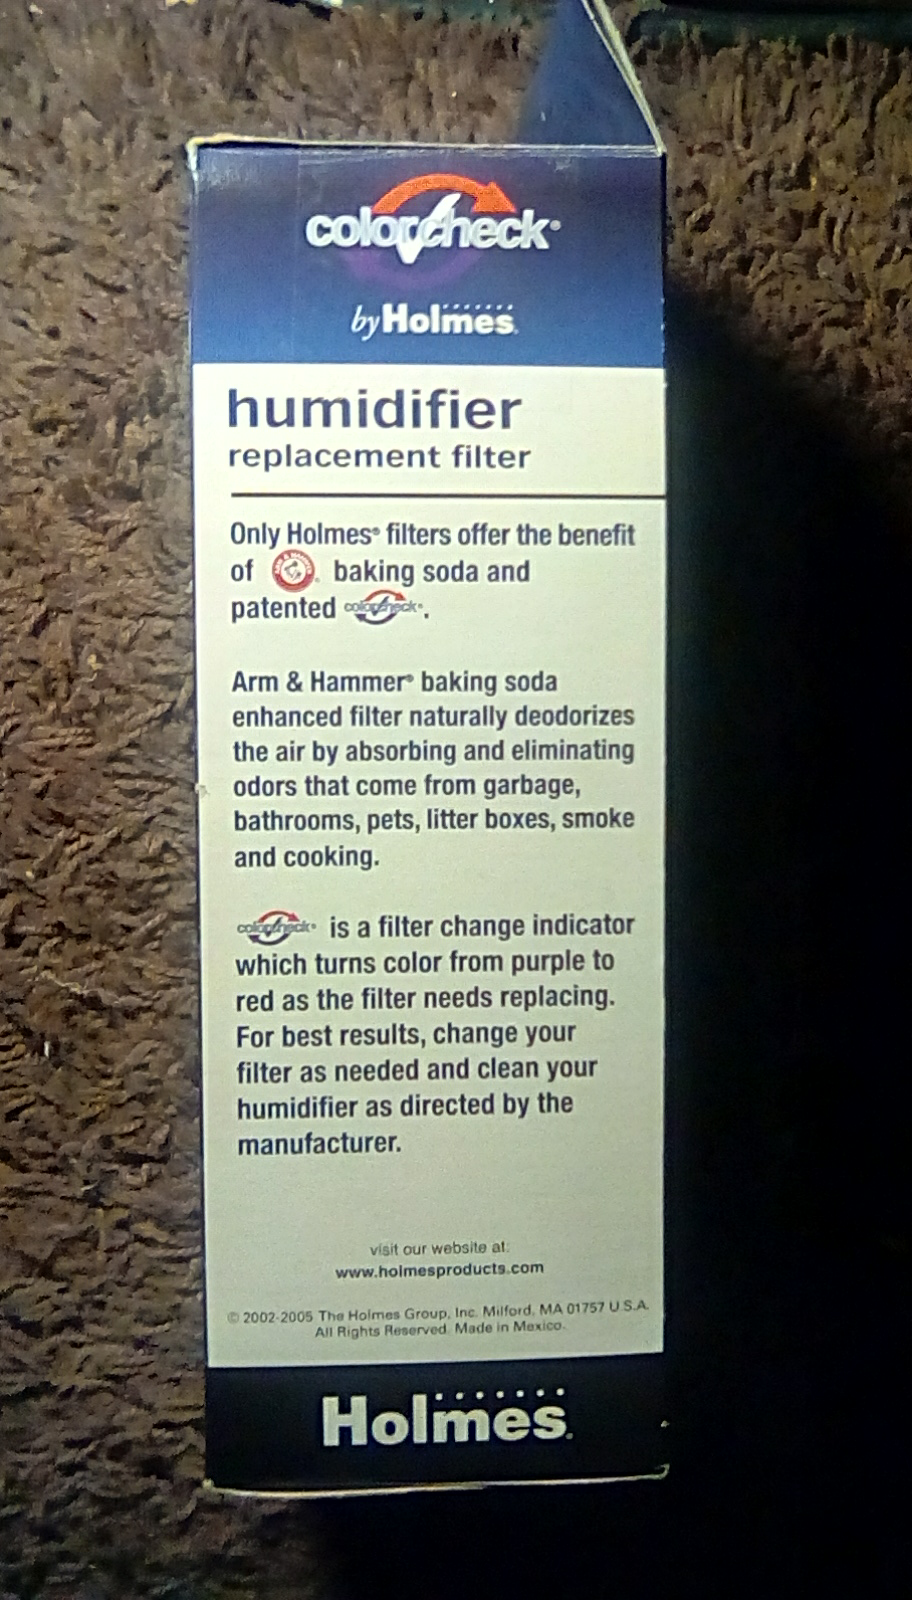 colorcheck®
by Holmes®
humidifier
replacement filter
Only Holmes® filters offer the benefit
of ARM & HAMMER® baking soda and
patented colorcheck®.
Arm & Hammer® baking soda
enhanced filter naturally deodorizes
the air by absorbing and eliminating
odors that come from garbage,
bathrooms, pets, litter boxes, smoke
and cooking.
colorcheck® is a filter change indicator
which turns color from purple to
red as the filter needs replacing.
For best results, change your
filter as needed and clean your
humidifier as directed by the
manufacturer.
visit our website at:
www.holmesproducts.com
© 2002-2005 The Holmes Group, Inc. Milford, MA 01757 U.S.A.
All Rights Reserved. Made in Mexico.
Holmes®